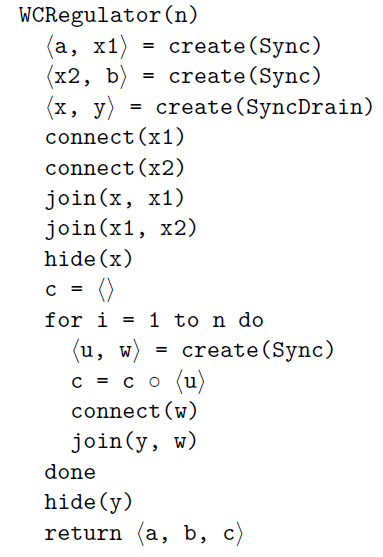 WCRegulator(n)
⟨a, x1⟩ = create(Sync)
⟨x2, b⟩ = create(Sync)
⟨x, y⟩ = create(SyncDrain)
connect(x1)
connect(x2)
join(x, x1)
join(x1, x2)
hide(x)
c = ⟨⟩
for i = 1 to n do
⟨u, w⟩ = create(Sync)
c = c ∘ ⟨u⟩
connect(w)
join(y, w)
done
hide(y)
return ⟨a, b, c⟩